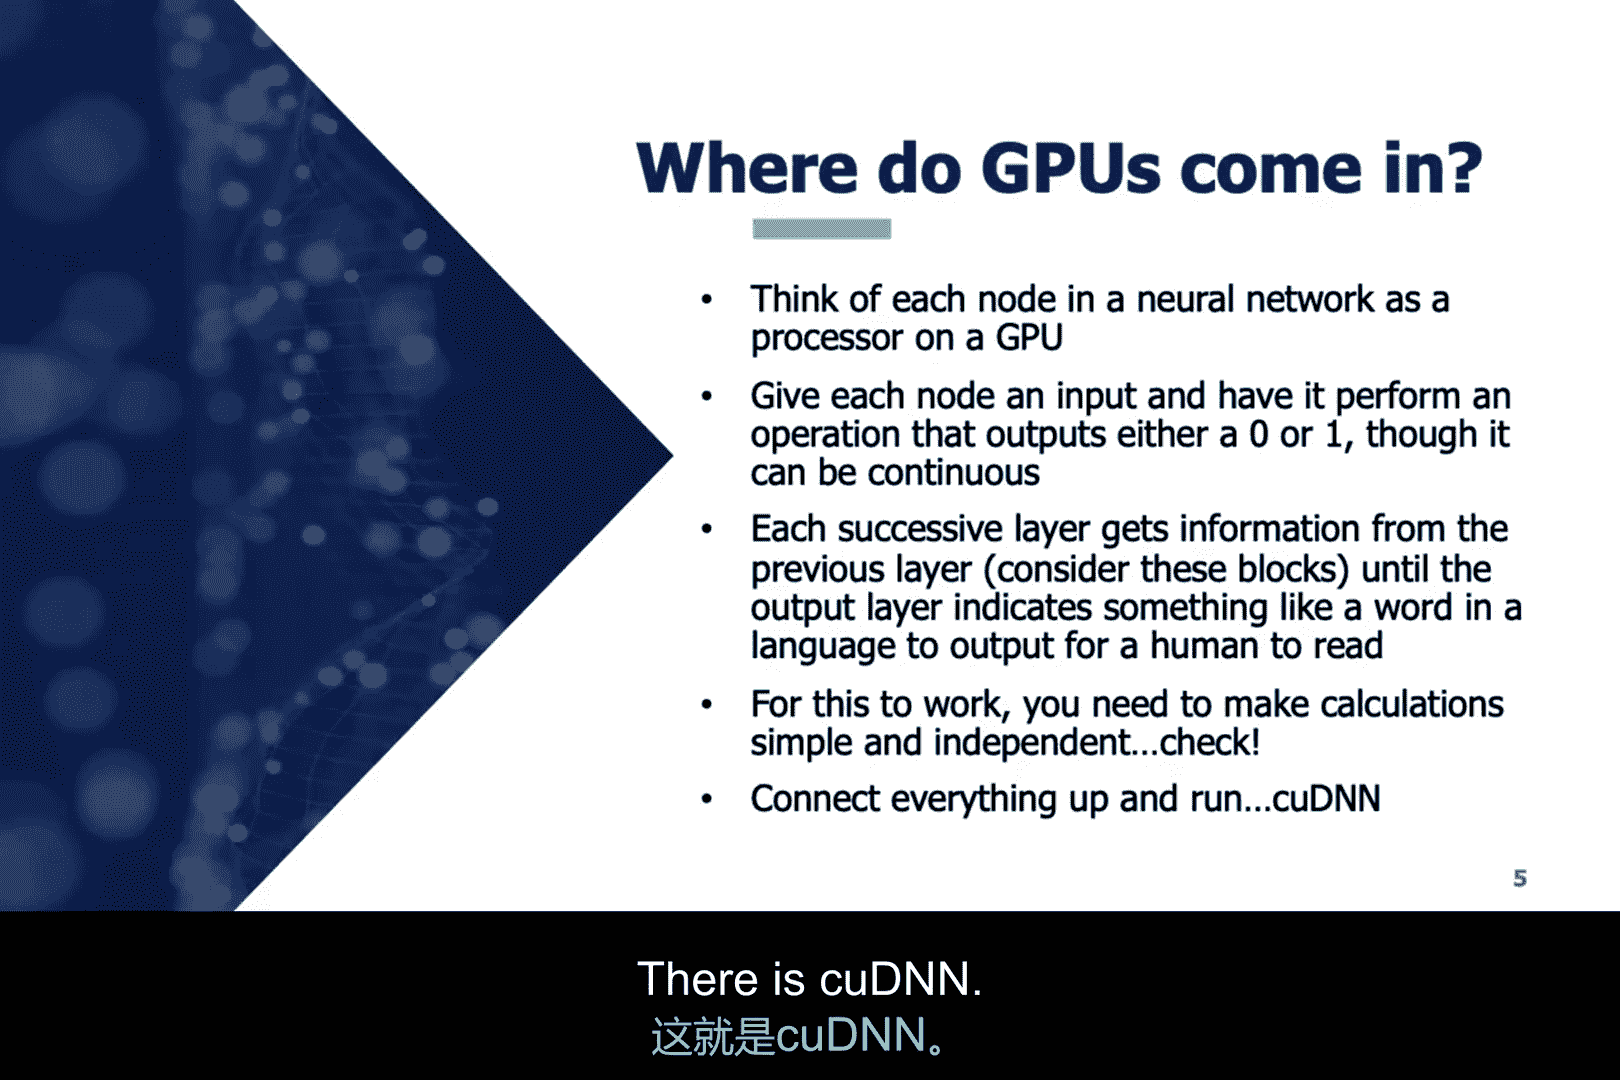 Where do GPUs come in?
• Think of each node in a neural network as a
processor on a GPU
• Give each node an input and have it perform an
operation that outputs either a 0 or 1, though it
can be continuous
• Each successive layer gets information from the
previous layer (consider these blocks) until the
output layer indicates something like a word in a
language to output for a human to read
• For this to work, you need to make calculations
simple and independent...check!
• Connect everything up and run...cuDNN
5
There is cuDNN.
这就是cuDNN。